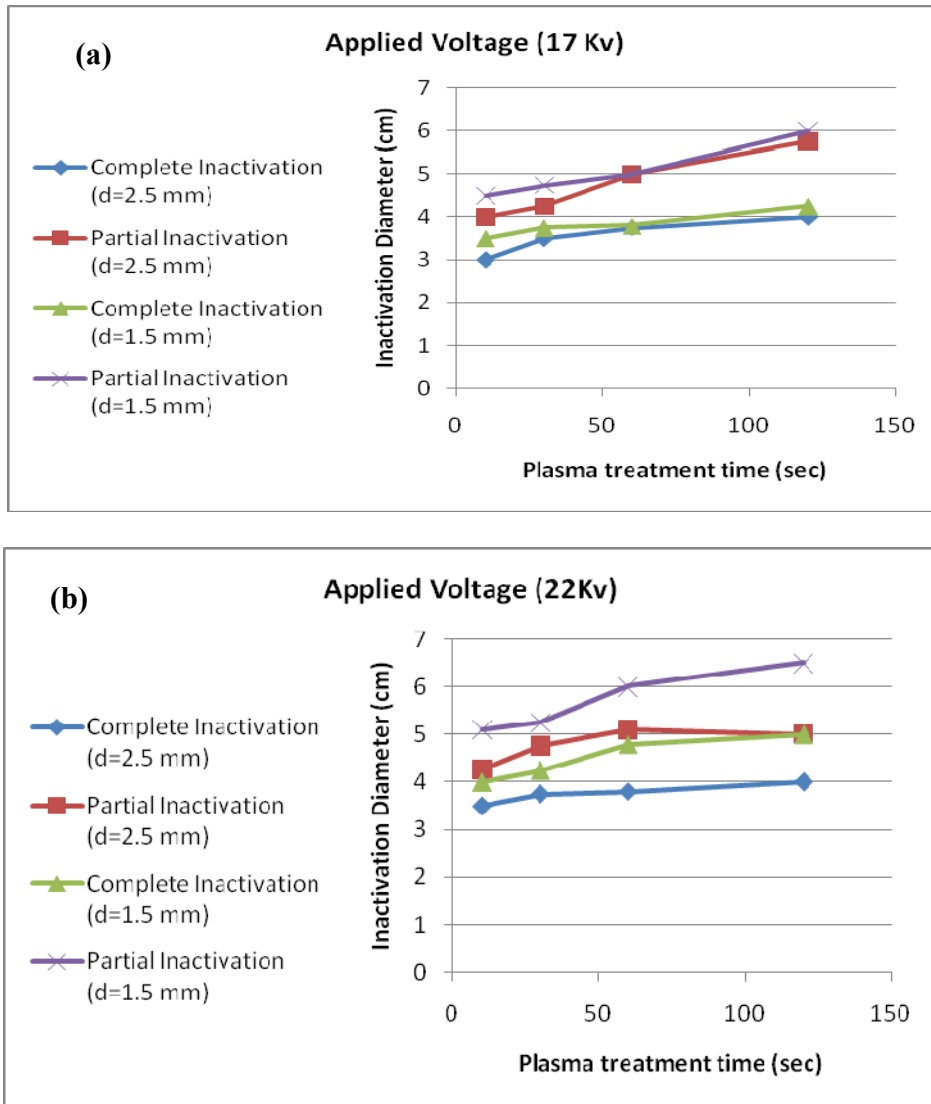 (a)
Applied Voltage (17 Kv)
Complete Inactivation
(d=2.5 mm)
Partial Inactivation
(d=2.5 mm)
Complete Inactivation
(d=1.5 mm)
Partial Inactivation
(d=1.5 mm)
Inactivation Diameter (cm)
7
6
5
4
3
2
1
0
0 50 100 150
Plasma treatment time (sec)
(b)
Applied Voltage (22Kv)
Complete Inactivation
(d=2.5 mm)
Partial Inactivation
(d=2.5 mm)
Complete Inactivation
(d=1.5 mm)
Partial Inactivation
(d=1.5 mm)
Inactivation Diameter (cm)
7
6
5
4
3
2
1
0
0 50 100 150
Plasma treatment time (sec)